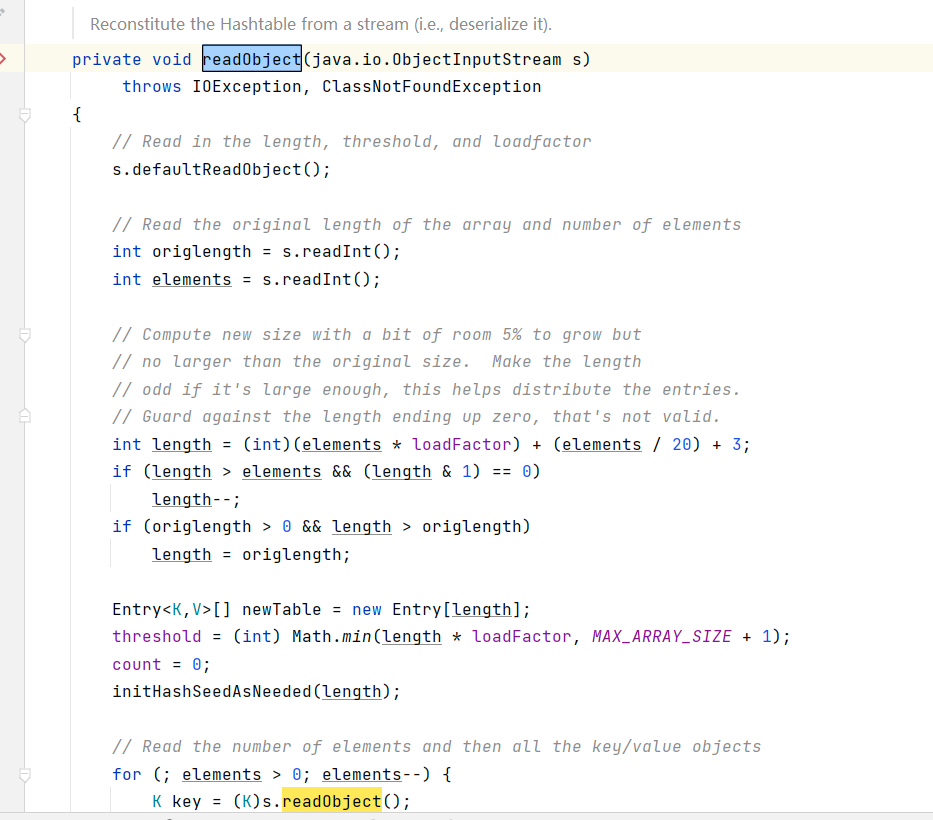 Reconstitute the Hashtable from a stream (i.e., deserialize it).
private void readObject(java.io.ObjectInputStream s)
     throws IOException, ClassNotFoundException
{
    // Read in the length, threshold, and loadfactor
    s.defaultReadObject();

    // Read the original length of the array and number of elements
    int origlength = s.readInt();
    int elements = s.readInt();

    // Compute new size with a bit of room 5% to grow but
    // no larger than the original size.  Make the length
    // odd if it's large enough, this helps distribute the entries.
    // Guard against the length ending up zero, that's not valid.
    int length = (int)(elements * loadFactor) + (elements / 20) + 3;
    if (length > elements && (length & 1) == 0)
        length--;
    if (origlength > 0 && length > origlength)
        length = origlength;

    Entry<K,V>[] newTable = new Entry[length];
    threshold = (int) Math.min(length * loadFactor, MAX_ARRAY_SIZE + 1);
    count = 0;
    initHashSeedAsNeeded(length);

    // Read the number of elements and then all the key/value objects
    for (; elements > 0; elements--) {
        K key = (K)s.readObject();